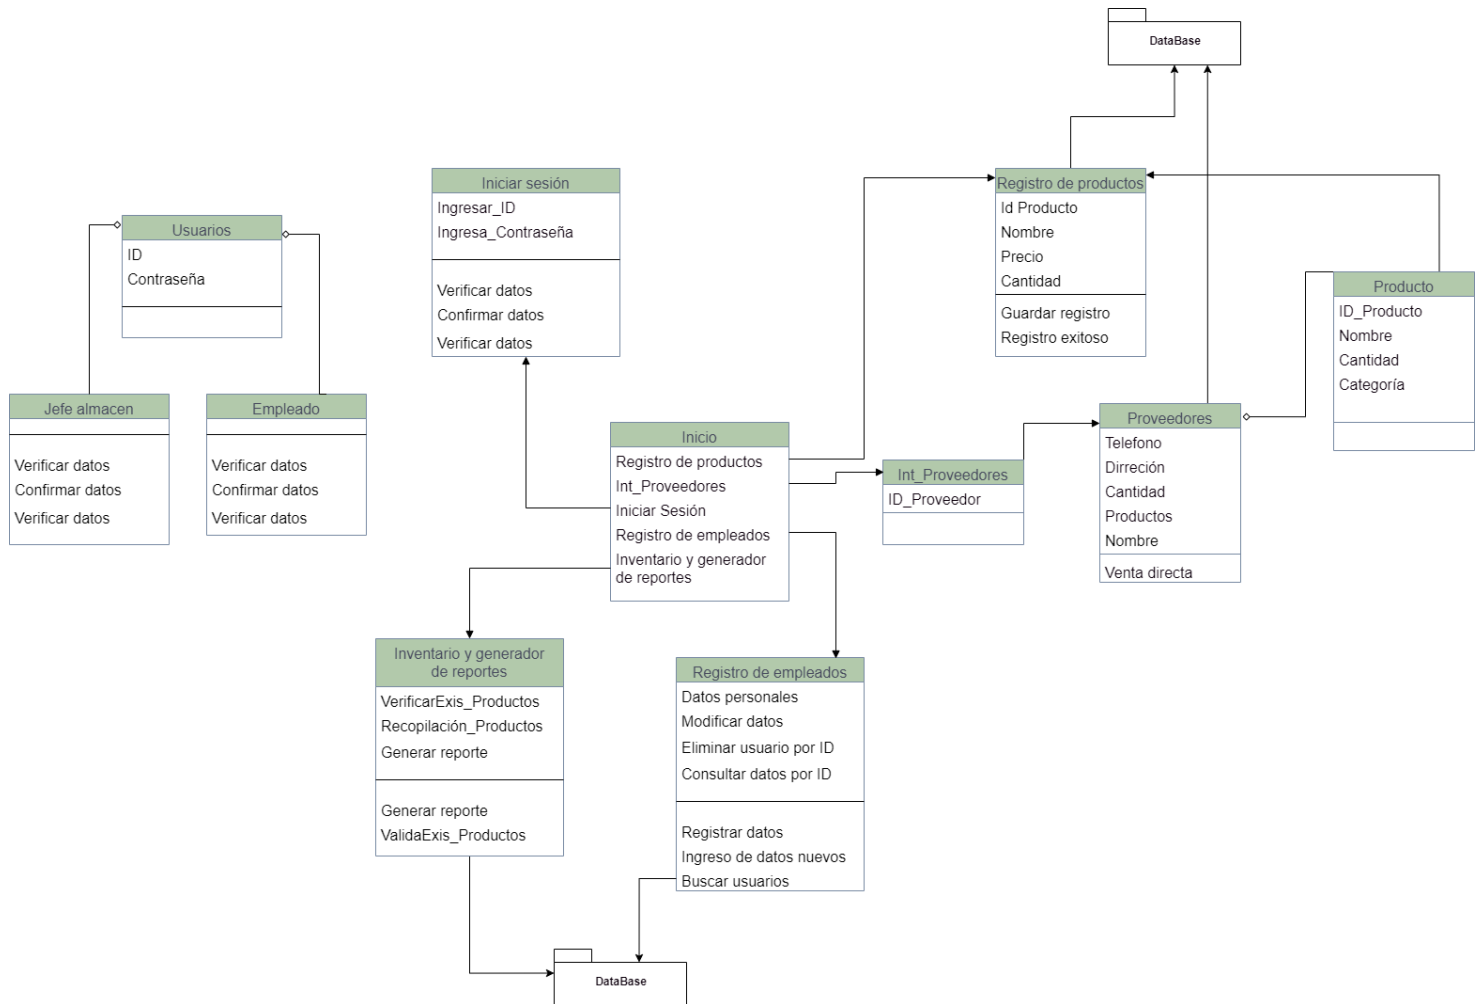 DataBase
Iniciar sesión
Ingresar_ID
Ingresa_Contraseña
Verificar datos
Confirmar datos
Verificar datos
Registro de productos
Id Producto
Nombre
Precio
Cantidad
Guardar registro
Registro exitoso
Usuarios
ID
Contraseña
Producto
ID_Producto
Nombre
Cantidad
Categoría
Jefe almacen
Verificar datos
Confirmar datos
Verificar datos
Empleado
Verificar datos
Confirmar datos
Verificar datos
Inicio
Registro de productos
Int_Proveedores
Iniciar Sesión
Registro de empleados
Inventario y generador
de reportes
Int_Proveedores
ID_Proveedor
Proveedores
Telefono
Dirreción
Cantidad
Productos
Nombre
Venta directa
Inventario y generador
de reportes
VerificarExis_Productos
Recopilación_Productos
Generar reporte
Generar reporte
ValidaExis_Productos
Registro de empleados
Datos personales
Modificar datos
Eliminar usuario por ID
Consultar datos por ID
Registrar datos
Ingreso de datos nuevos
Buscar usuarios
DataBase